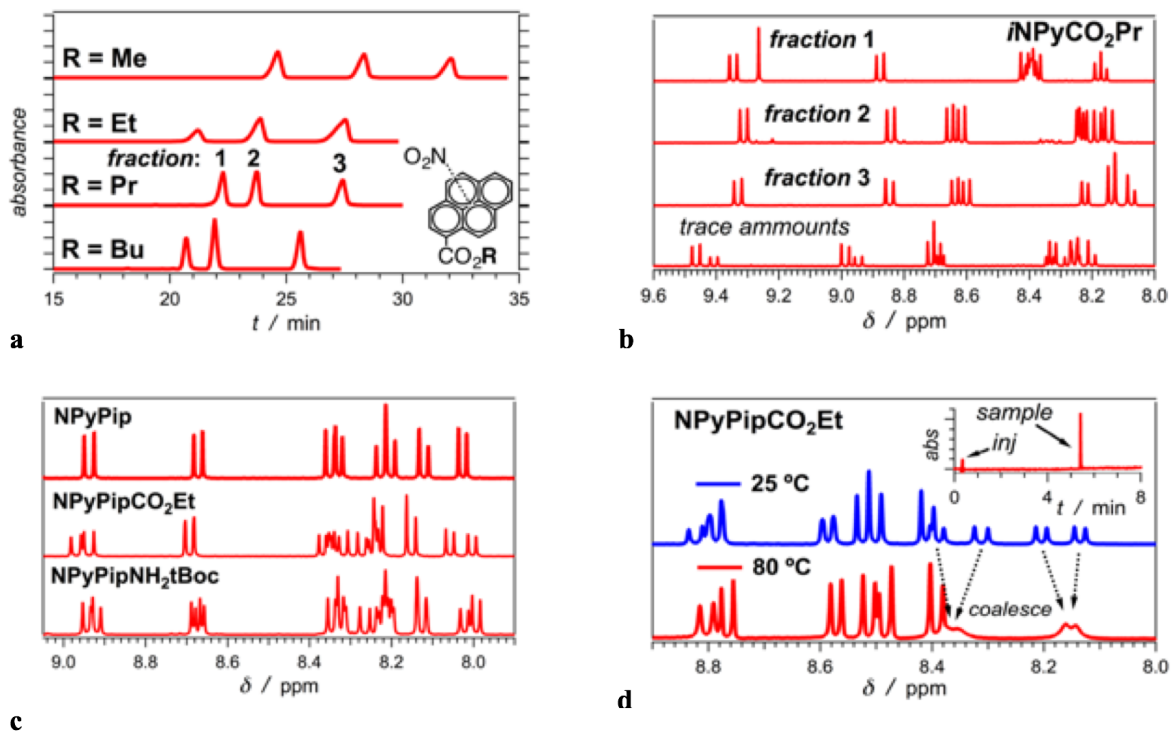 absorbance
R = Me
R = Et
fraction: 1 2 3
R = Pr
R = Bu
O₂N
CO₂R
15 20 25 30 35
t / min
a
iNPyCO₂Pr
fraction 1
fraction 2
fraction 3
trace ammounts
9.6 9.4 9.2 9.0 8.8 8.6 8.4 8.2 8.0
δ / ppm
b
NPyPip
NPyPipCO₂Et
NPyPipNH₂tBoc
9.0 8.8 8.6 8.4 8.2 8.0
δ / ppm
c
NPyPipCO₂Et
abs
sample
inj
0 4 8
t / min
25 ºC
80 ºC
coalesce
8.8 8.6 8.4 8.2 8.0
δ / ppm
d